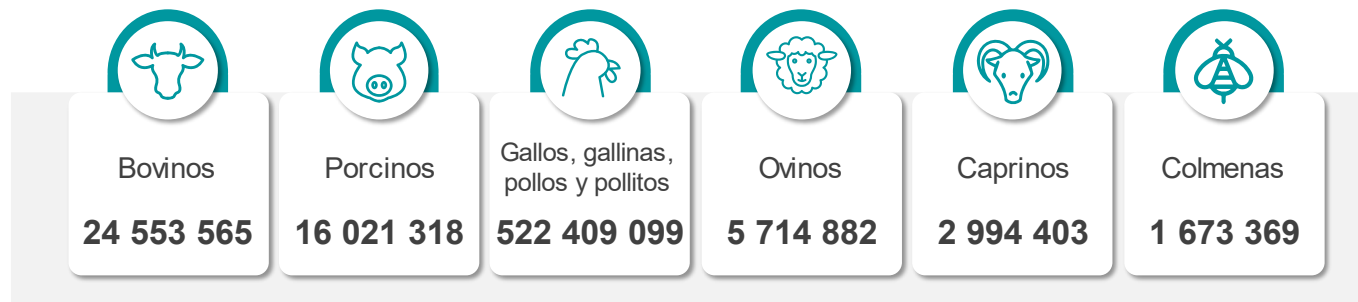 Bovinos
24 553 565
Porcinos
16 021 318
Gallos, gallinas,
pollos y pollitos
522 409 099
Ovinos
5 714 882
Caprinos
2 994 403
Colmenas
1 673 369